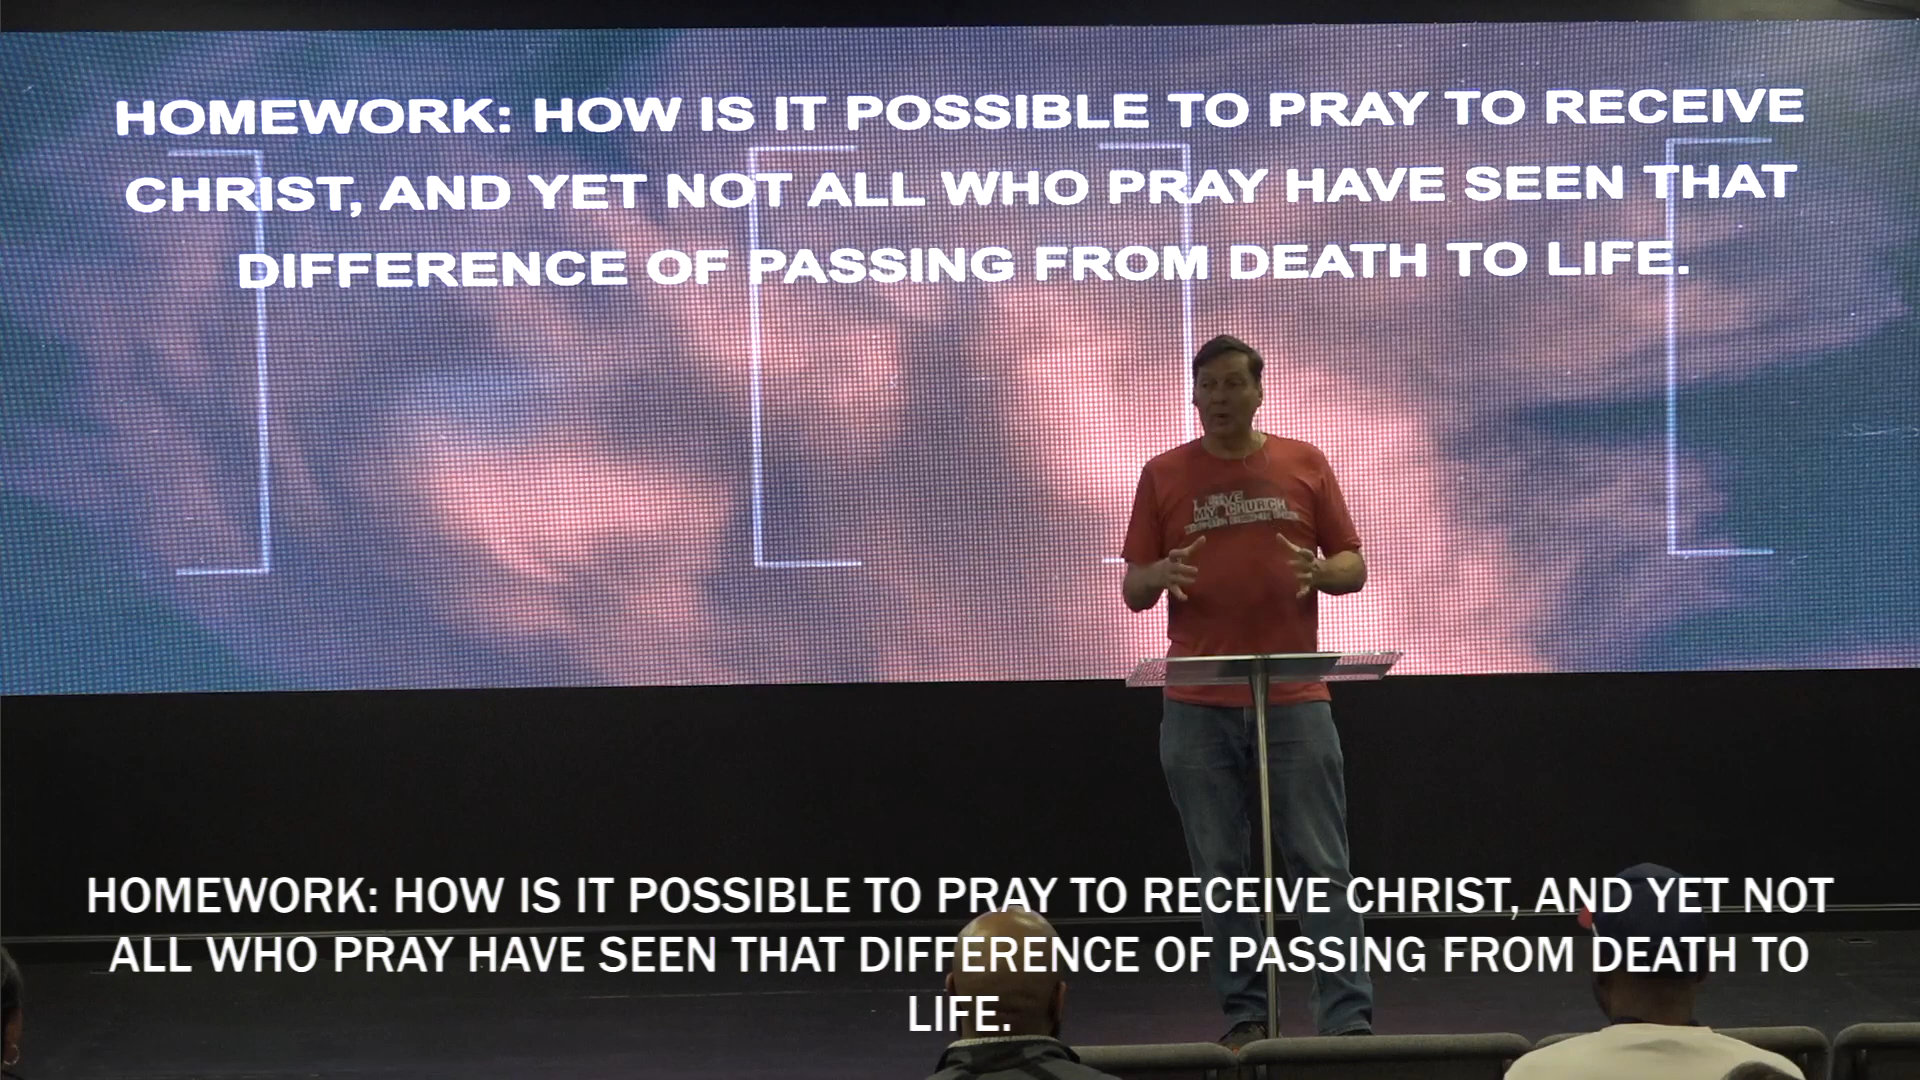 HOMEWORK: HOW IS IT POSSIBLE TO PRAY TO RECEIVE
CHRIST, AND YET NOT ALL WHO PRAY HAVE SEEN THAT
DIFFERENCE OF PASSING FROM DEATH TO LIFE.
MY CHURCH
HOMEWORK: HOW IS IT POSSIBLE TO PRAY TO RECEIVE CHRIST, AND YET NOT
ALL WHO PRAY HAVE SEEN THAT DIFFERENCE OF PASSING FROM DEATH TO
LIFE.